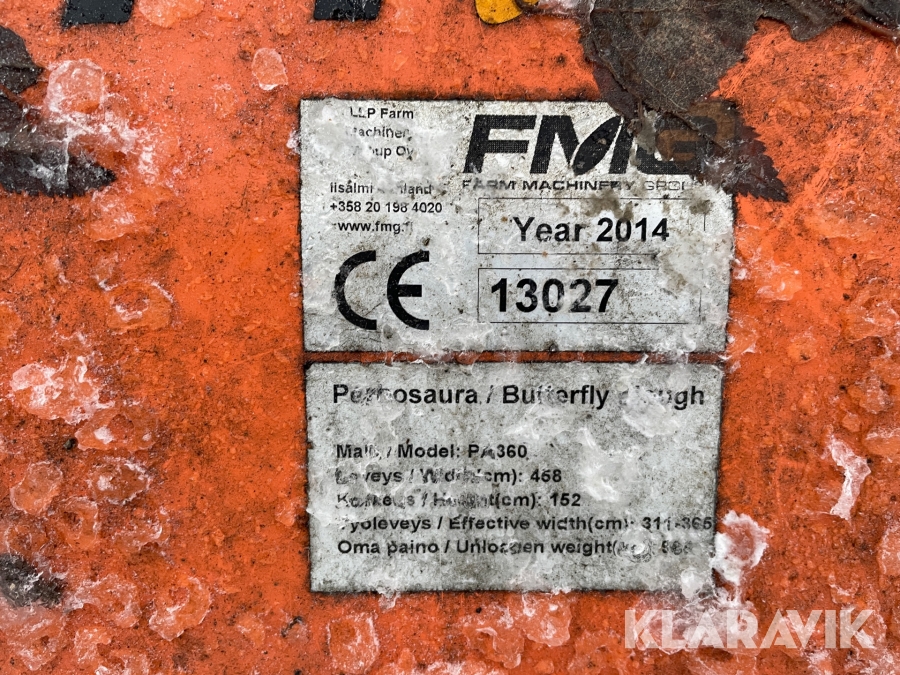 LLP Farm
Machinery
Group Oy
FMG
FARM MACHINERY GROUP
Iisalmi Finland
+358 20 198 4020
www.fmg.fi
Year 2014
CE
13027
Perhosaura / Butterfly plough
Malli / Model: PA360
Leveys / Width(cm): 458
Korkeus / Height(cm): 152
Työleveys / Effective width(cm): 311-365
Oma paino / Unloaden weight(kg):
KLARAVIK